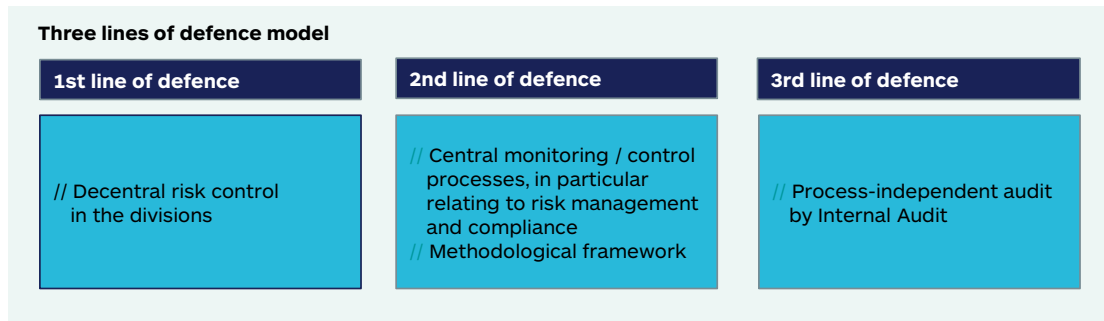 Three lines of defence model
1st line of defence
// Decentral risk control
in the divisions
2nd line of defence
// Central monitoring / control
processes, in particular
relating to risk management
and compliance
// Methodological framework
3rd line of defence
// Process-independent audit
by Internal Audit